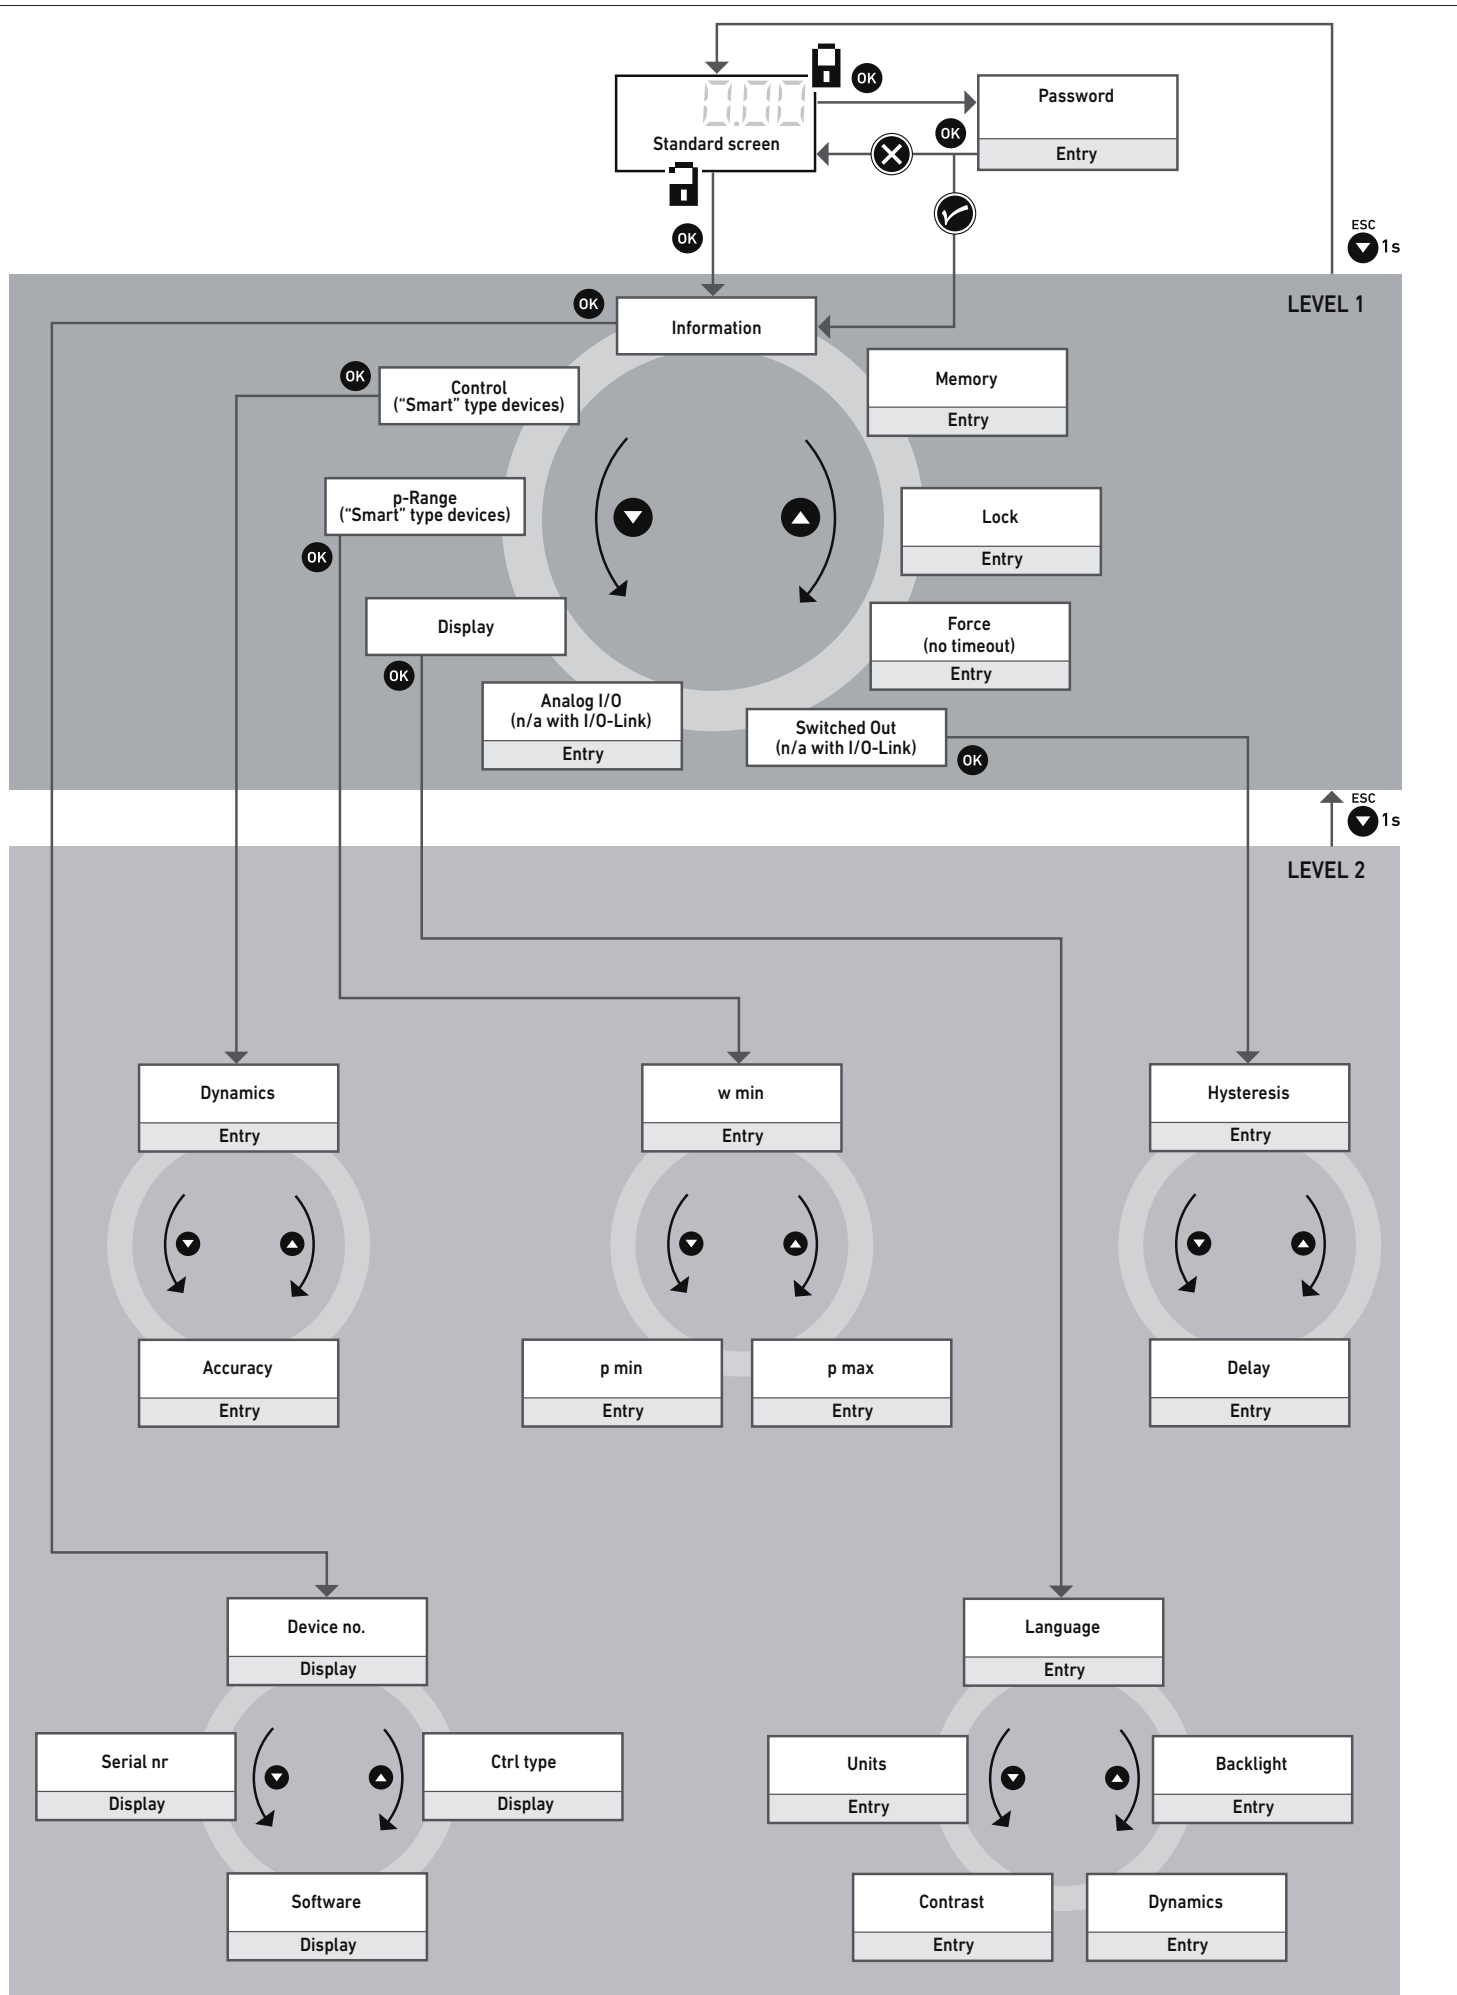 0.00
OK
Password
OK
Standard screen
Entry
OK
ESC
1s
LEVEL 1
OK
Information
Memory
Entry
OK
Control
(“Smart” type devices)
p-Range
(“Smart” type devices)
OK
Lock
Entry
Display
OK
Force
(no timeout)
Entry
Analog I/O
(n/a with I/O-Link)
Entry
Switched Out
(n/a with I/O-Link)
OK
ESC
1s
LEVEL 2
Dynamics
Entry
w min
Entry
Hysteresis
Entry
Accuracy
Entry
p min
Entry
p max
Entry
Delay
Entry
Device no.
Display
Language
Entry
Serial nr
Display
Ctrl type
Display
Units
Entry
Backlight
Entry
Software
Display
Contrast
Entry
Dynamics
Entry